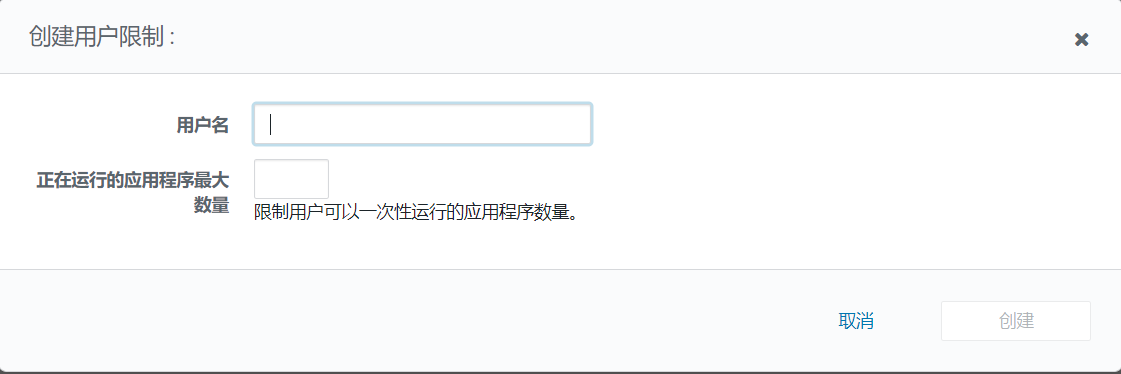 创建用户限制 :
用户名
正在运行的应用程序最大
数量
限制用户可以一次性运行的应用程序数量。
取消
创建